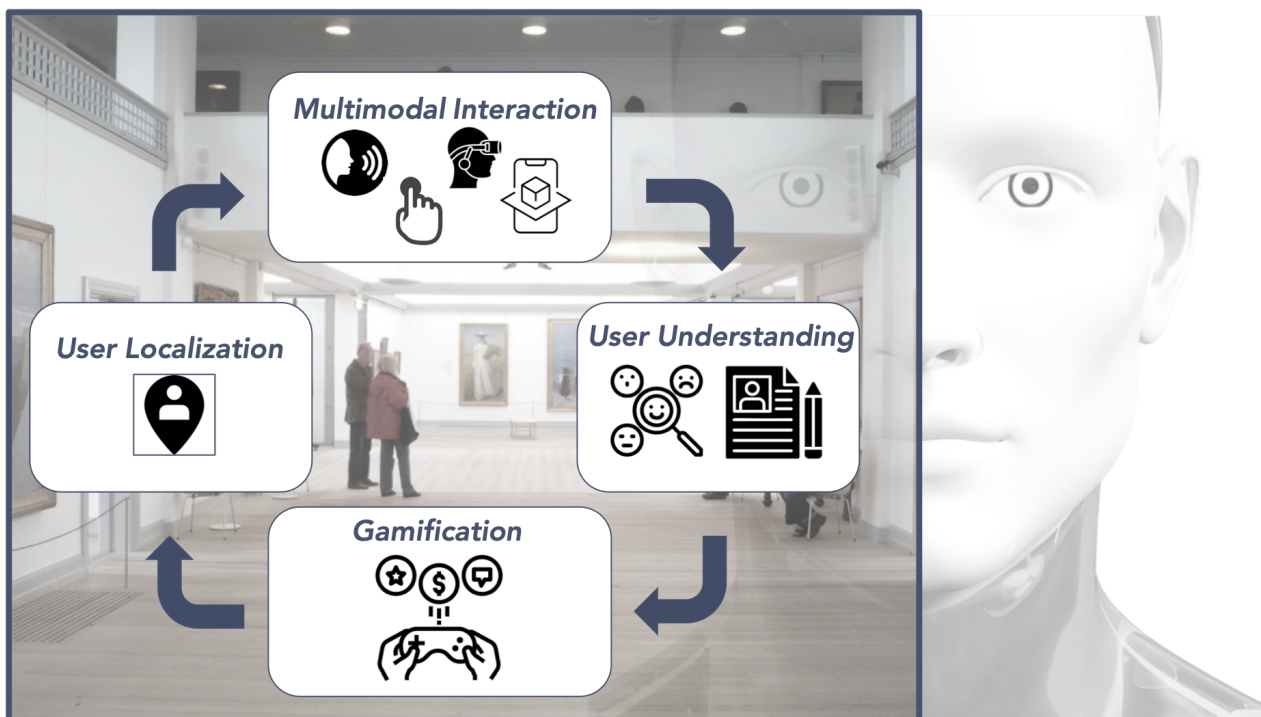 Multimodal Interaction
User Localization
User Understanding
Gamification
$